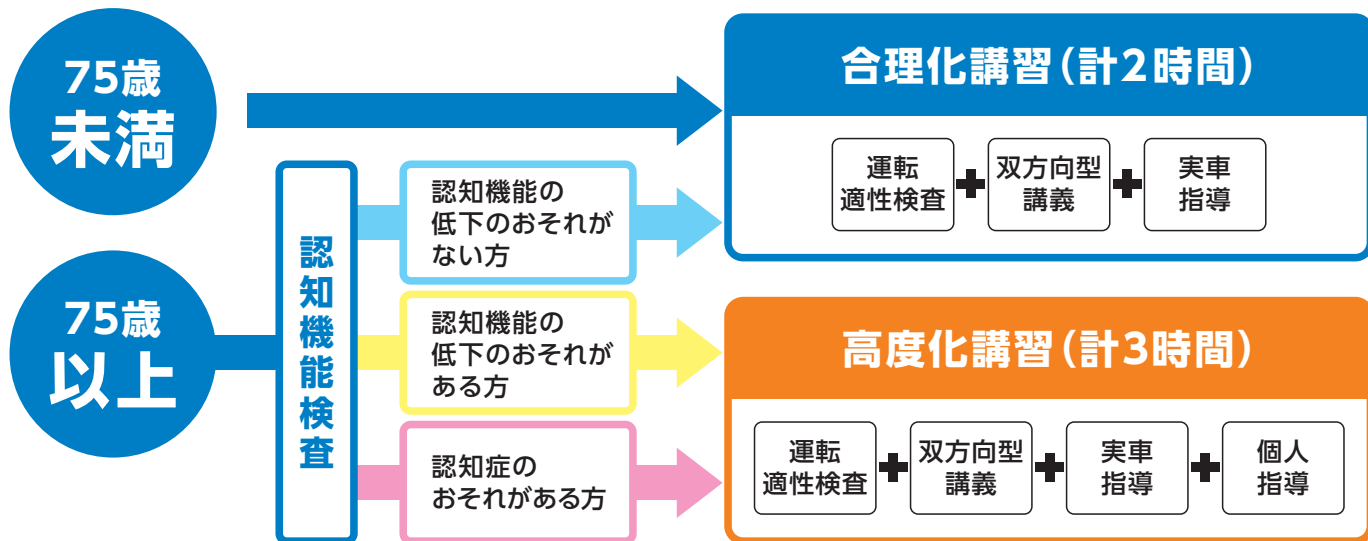 75歳
未満
合理化講習（計2時間）
運転
適性検査
双方向型
講義
実車
指導
75歳
以上
認知機能検査
認知機能の
低下のおそれが
ない方
認知機能の
低下のおそれが
ある方
認知症の
おそれがある方
高度化講習（計3時間）
運転
適性検査
双方向型
講義
実車
指導
個人
指導